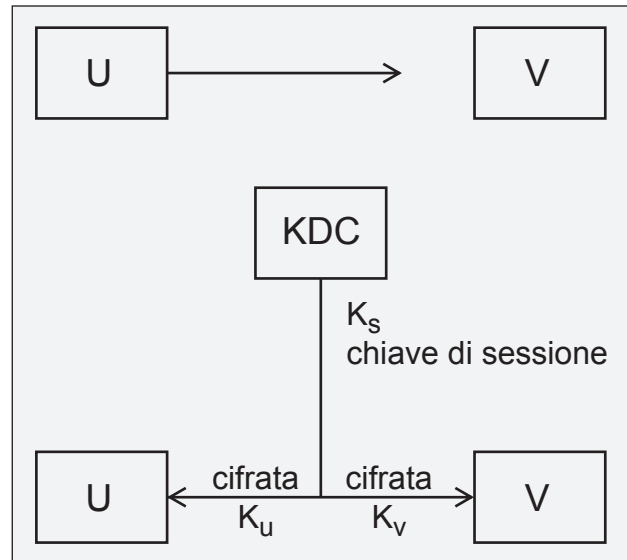 U
V
KDC
Ks
chiave di sessione
U
cifrata
Ku
cifrata
Kv
V